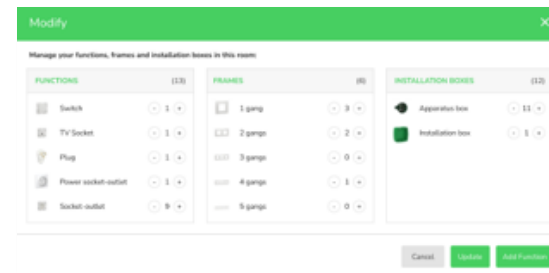 Modify
Manage your functions, frames and installation boxes in this room:
FUNCTIONS (13)
Switch - 1 +
TV Socket - 1 +
Plug - 1 +
Power socket-outlet - 1 +
Socket-outlet - 9 +
FRAMES (6)
1 gang - 3 +
2 gangs - 2 +
3 gangs - 0 +
4 gangs - 1 +
5 gangs - 0 +
INSTALLATION BOXES (12)
Apparatus box - 11 +
Installation box - 1 +
Cancel Update Add Function